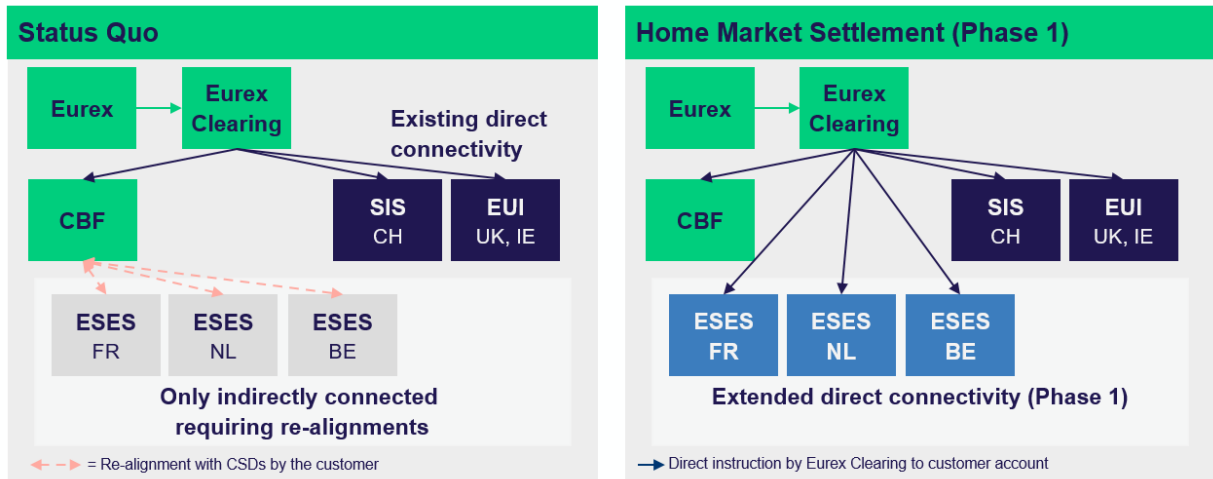 Status Quo
Eurex
Eurex
Clearing
Existing direct
connectivity
CBF
SIS
CH
EUI
UK, IE
ESES
FR
ESES
NL
ESES
BE
Only indirectly connected
requiring re-alignments
= Re-alignment with CSDs by the customer
Home Market Settlement (Phase 1)
Eurex
Eurex
Clearing
CBF
SIS
CH
EUI
UK, IE
ESES
FR
ESES
NL
ESES
BE
Extended direct connectivity (Phase 1)
Direct instruction by Eurex Clearing to customer account